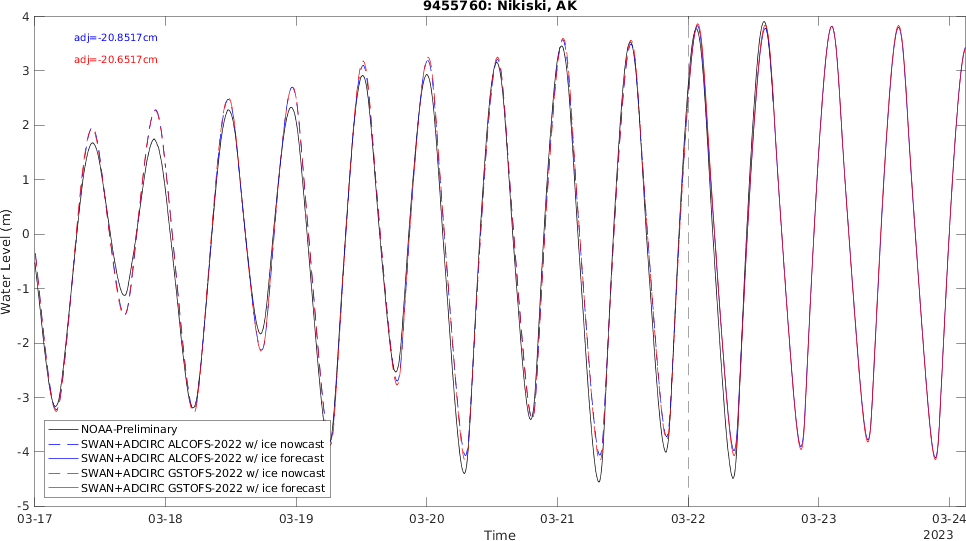 9455760: Nikiski, AK
adj=-20.8517cm
adj=-20.6517cm
Water Level (m)
4
3
2
1
0
-1
-2
-3
-4
-5
NOAA-Preliminary
SWAN+ADCIRC ALCOFS-2022 w/ ice nowcast
SWAN+ADCIRC ALCOFS-2022 w/ ice forecast
SWAN+ADCIRC GSTOFS-2022 w/ ice nowcast
SWAN+ADCIRC GSTOFS-2022 w/ ice forecast
03-17 03-18 03-19 03-20 03-21 03-22 03-23 03-24
Time 2023